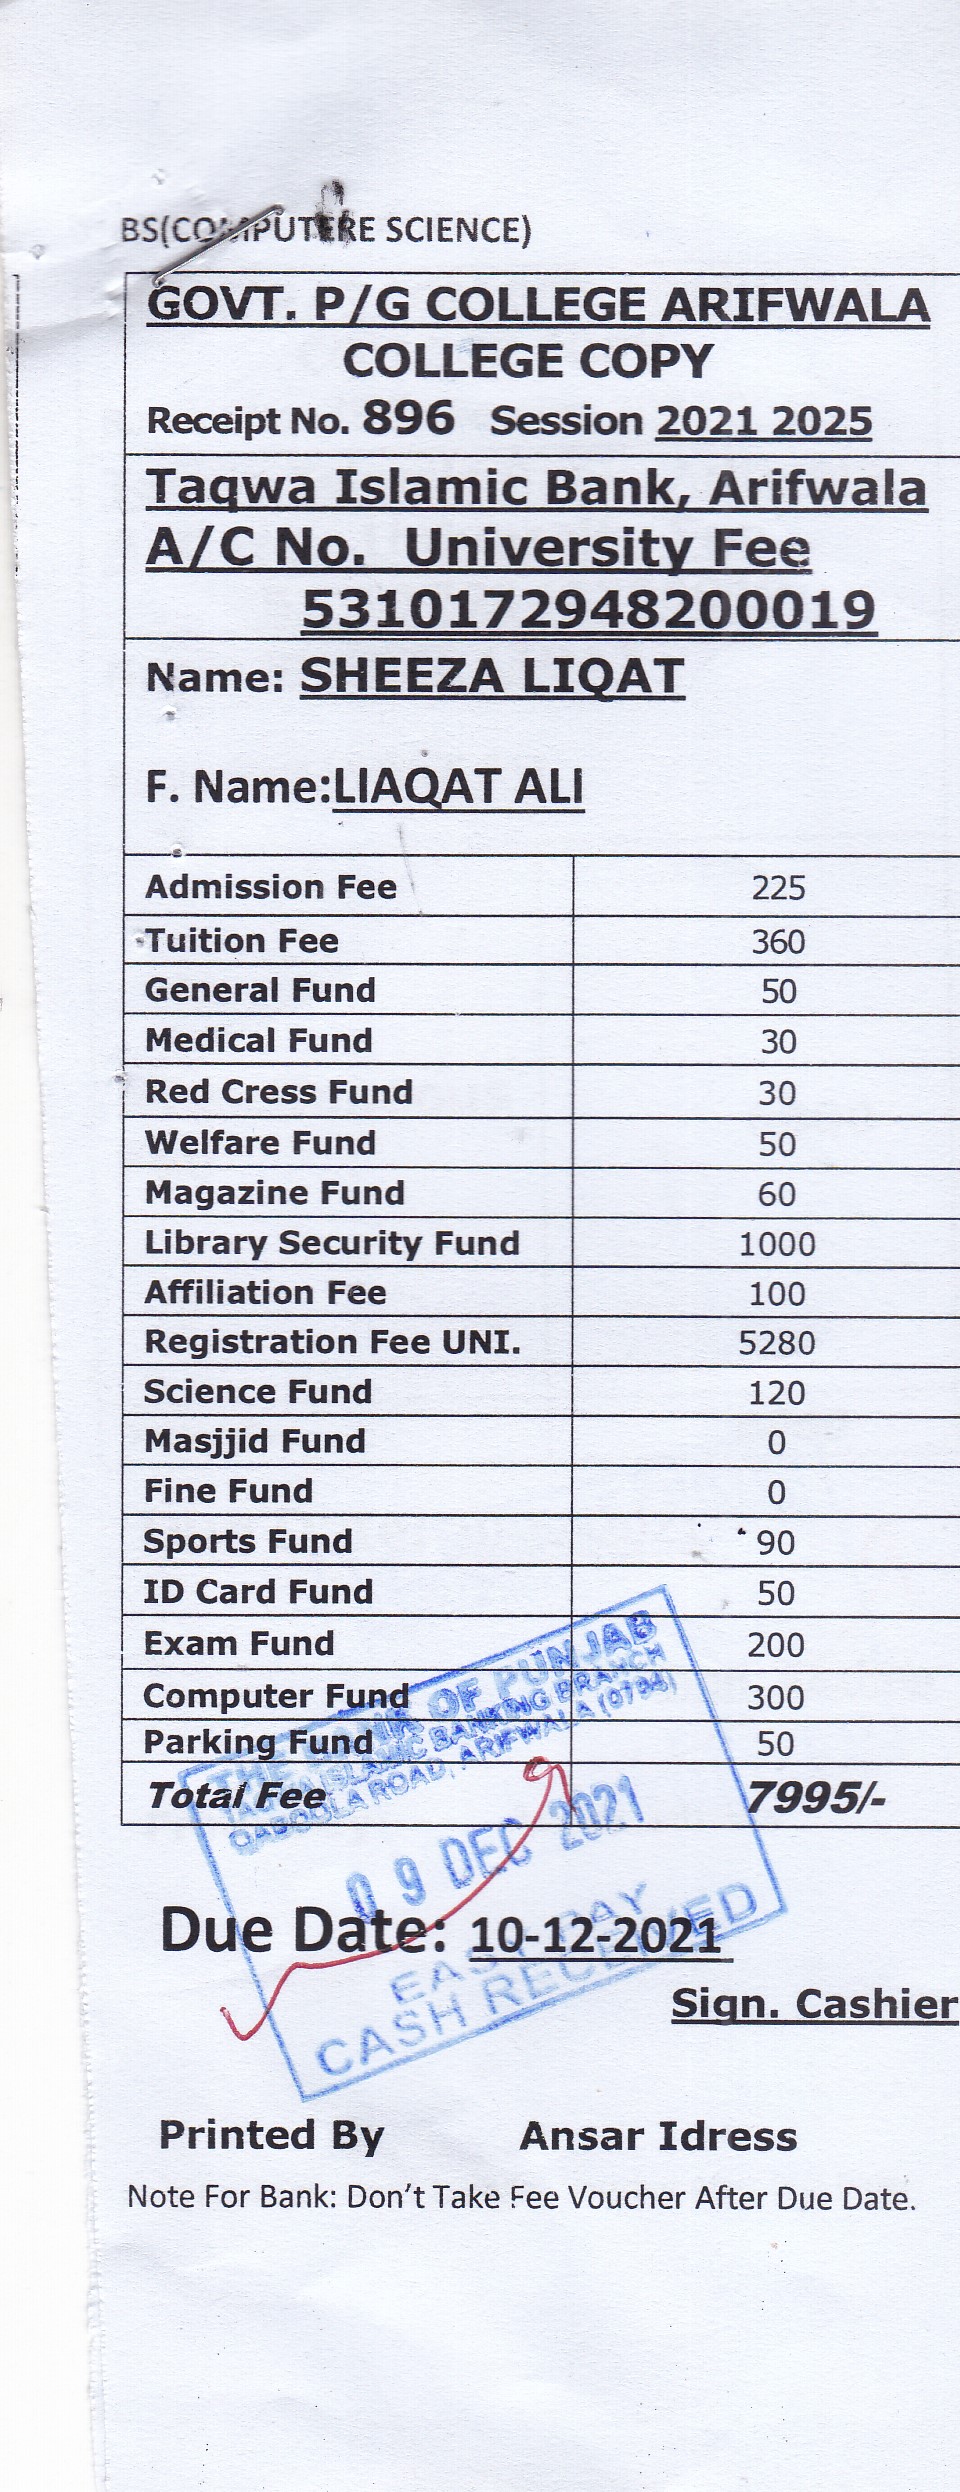 BS(COMPUTERE SCIENCE)
GOVT. P/G COLLEGE ARIFWALA
COLLEGE COPY
Receipt No. 896 Session 2021 2025
Taqwa Islamic Bank, Arifwala
A/C No. University Fee
5310172948200019
Name: SHEEZA LIQAT
F. Name:LIAQAT ALI
Admission Fee 225
Tuition Fee 360
General Fund 50
Medical Fund 30
Red Cress Fund 30
Welfare Fund 50
Magazine Fund 60
Library Security Fund 1000
Affiliation Fee 100
Registration Fee UNI. 5280
Science Fund 120
Masjjid Fund 0
Fine Fund 0
Sports Fund 90
ID Card Fund 50
Exam Fund 200
Computer Fund 300
Parking Fund 50
Total Fee 7995/-
THE BANK OF PUNJAB
TAQWA ISLAMIC BANKING BRANCH
QABOOLA ROAD, ARIFWALA
09 DEC 2021
EASY PAY
CASH RECEIVED
Due Date: 10-12-2021
Sign. Cashier
Printed By Ansar Idress
Note For Bank: Don't Take Fee Voucher After Due Date.